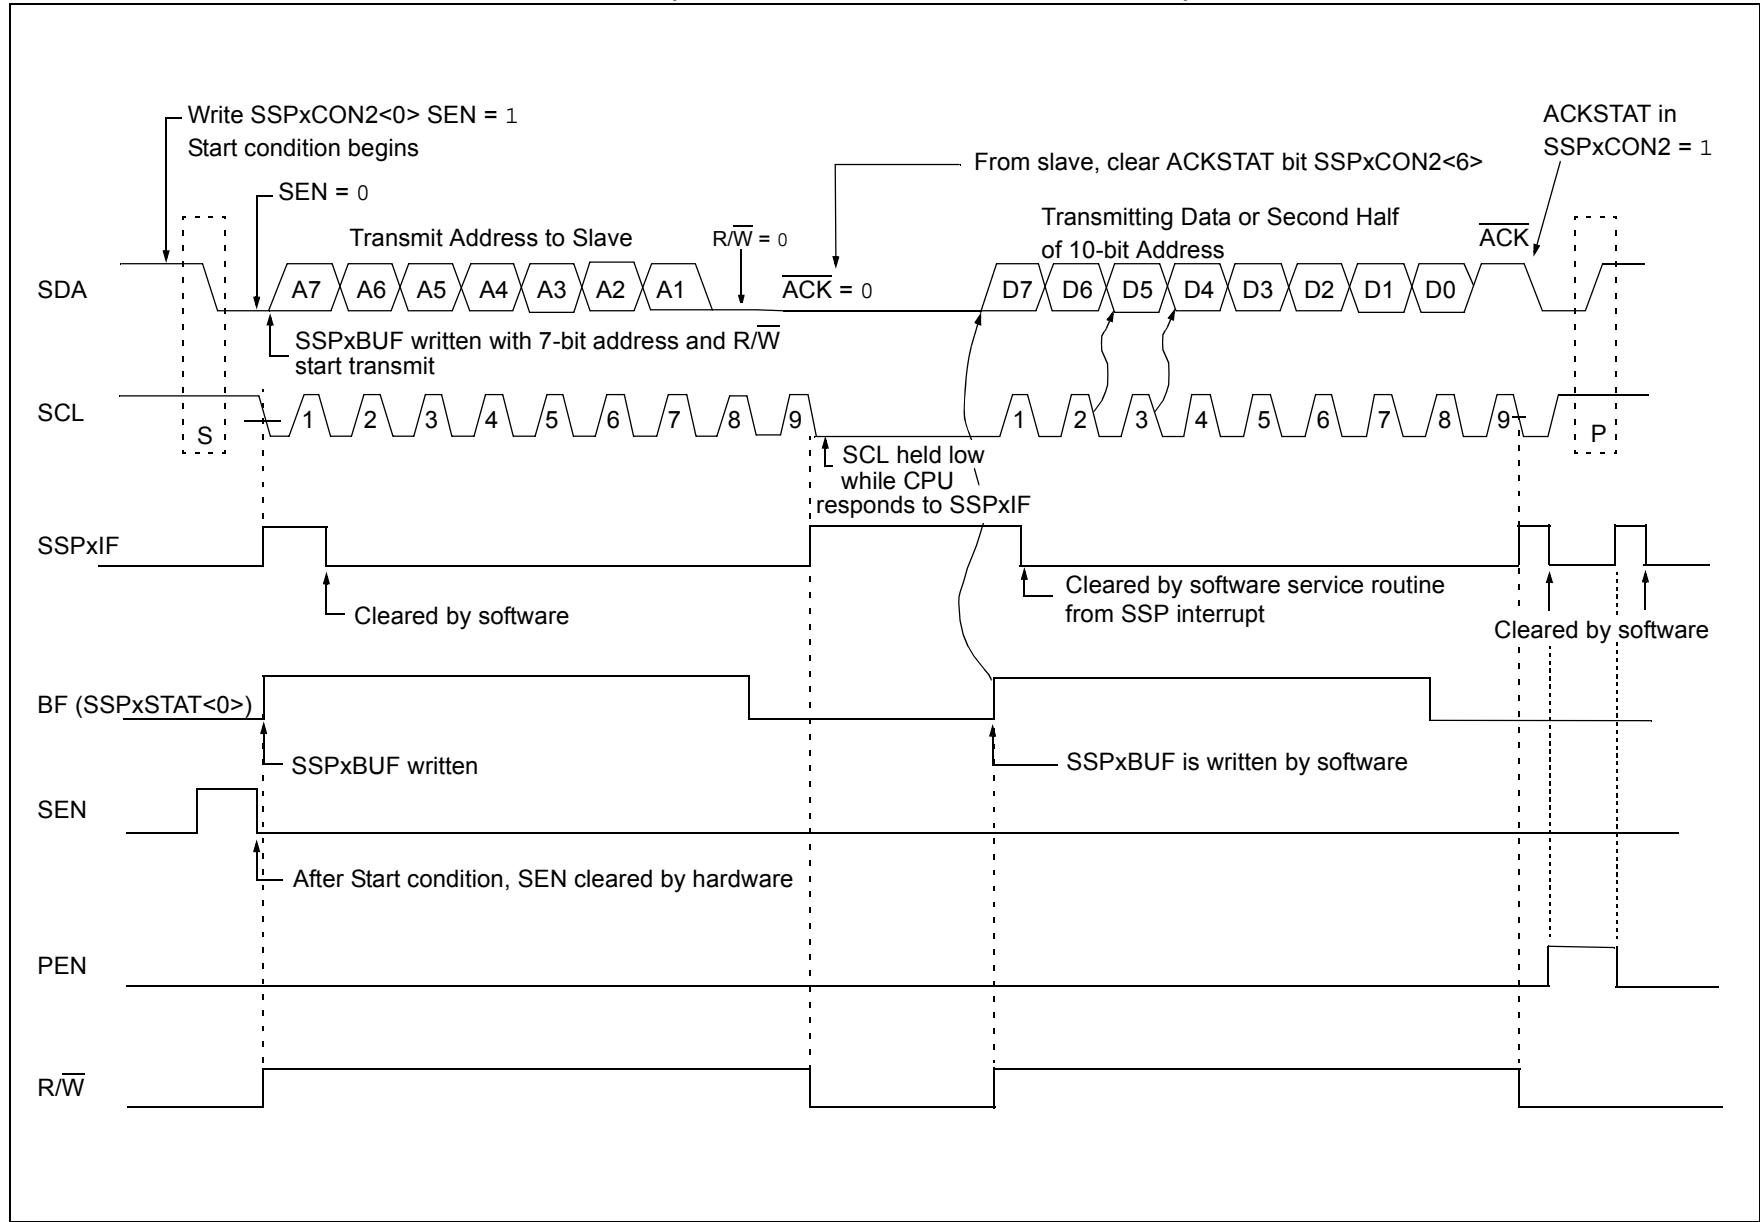 Write SSPxCON2<0> SEN = 1
Start condition begins
ACKSTAT in
SSPxCON2 = 1
From slave, clear ACKSTAT bit SSPxCON2<6>
SEN = 0
Transmit Address to Slave
R/W̅ = 0
Transmitting Data or Second Half
of 10-bit Address
A̅C̅K̅
SDA
A7 A6 A5 A4 A3 A2 A1
A̅C̅K̅ = 0
D7 D6 D5 D4 D3 D2 D1 D0
SSPxBUF written with 7-bit address and R/W̅
start transmit
SCL
S
1 2 3 4 5 6 7 8 9
1 2 3 4 5 6 7 8 9
P
SCL held low
while CPU
responds to SSPxIF
SSPxIF
Cleared by software
Cleared by software service routine
from SSP interrupt
Cleared by software
BF (SSPxSTAT<0>)
SSPxBUF written
SSPxBUF is written by software
SEN
After Start condition, SEN cleared by hardware
PEN
R/W̅